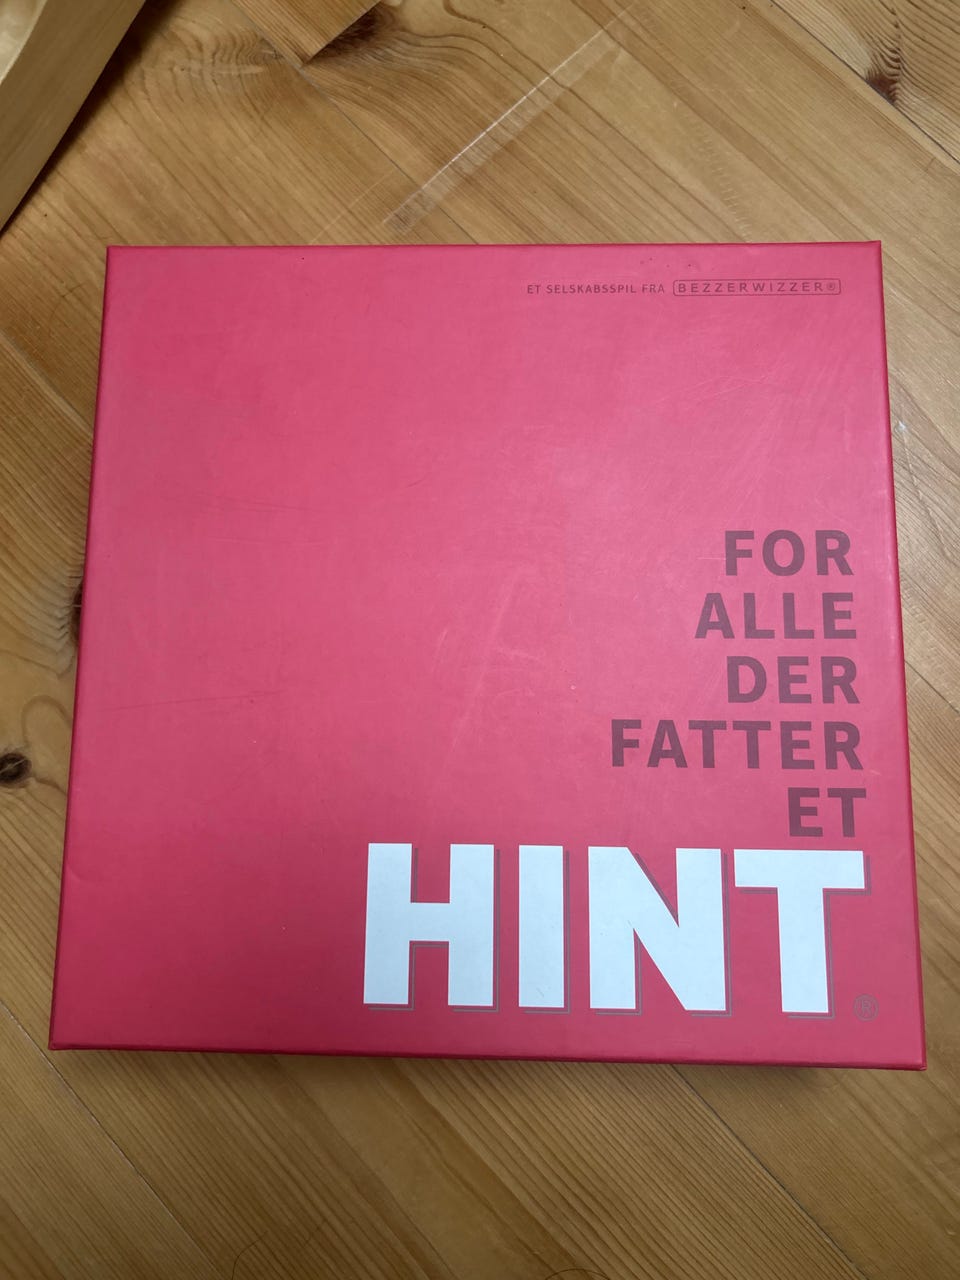 ET SELSKABSSPIL FRA BEZZERWIZZER®
FOR
ALLE
DER
FATTER
ET
HINT®